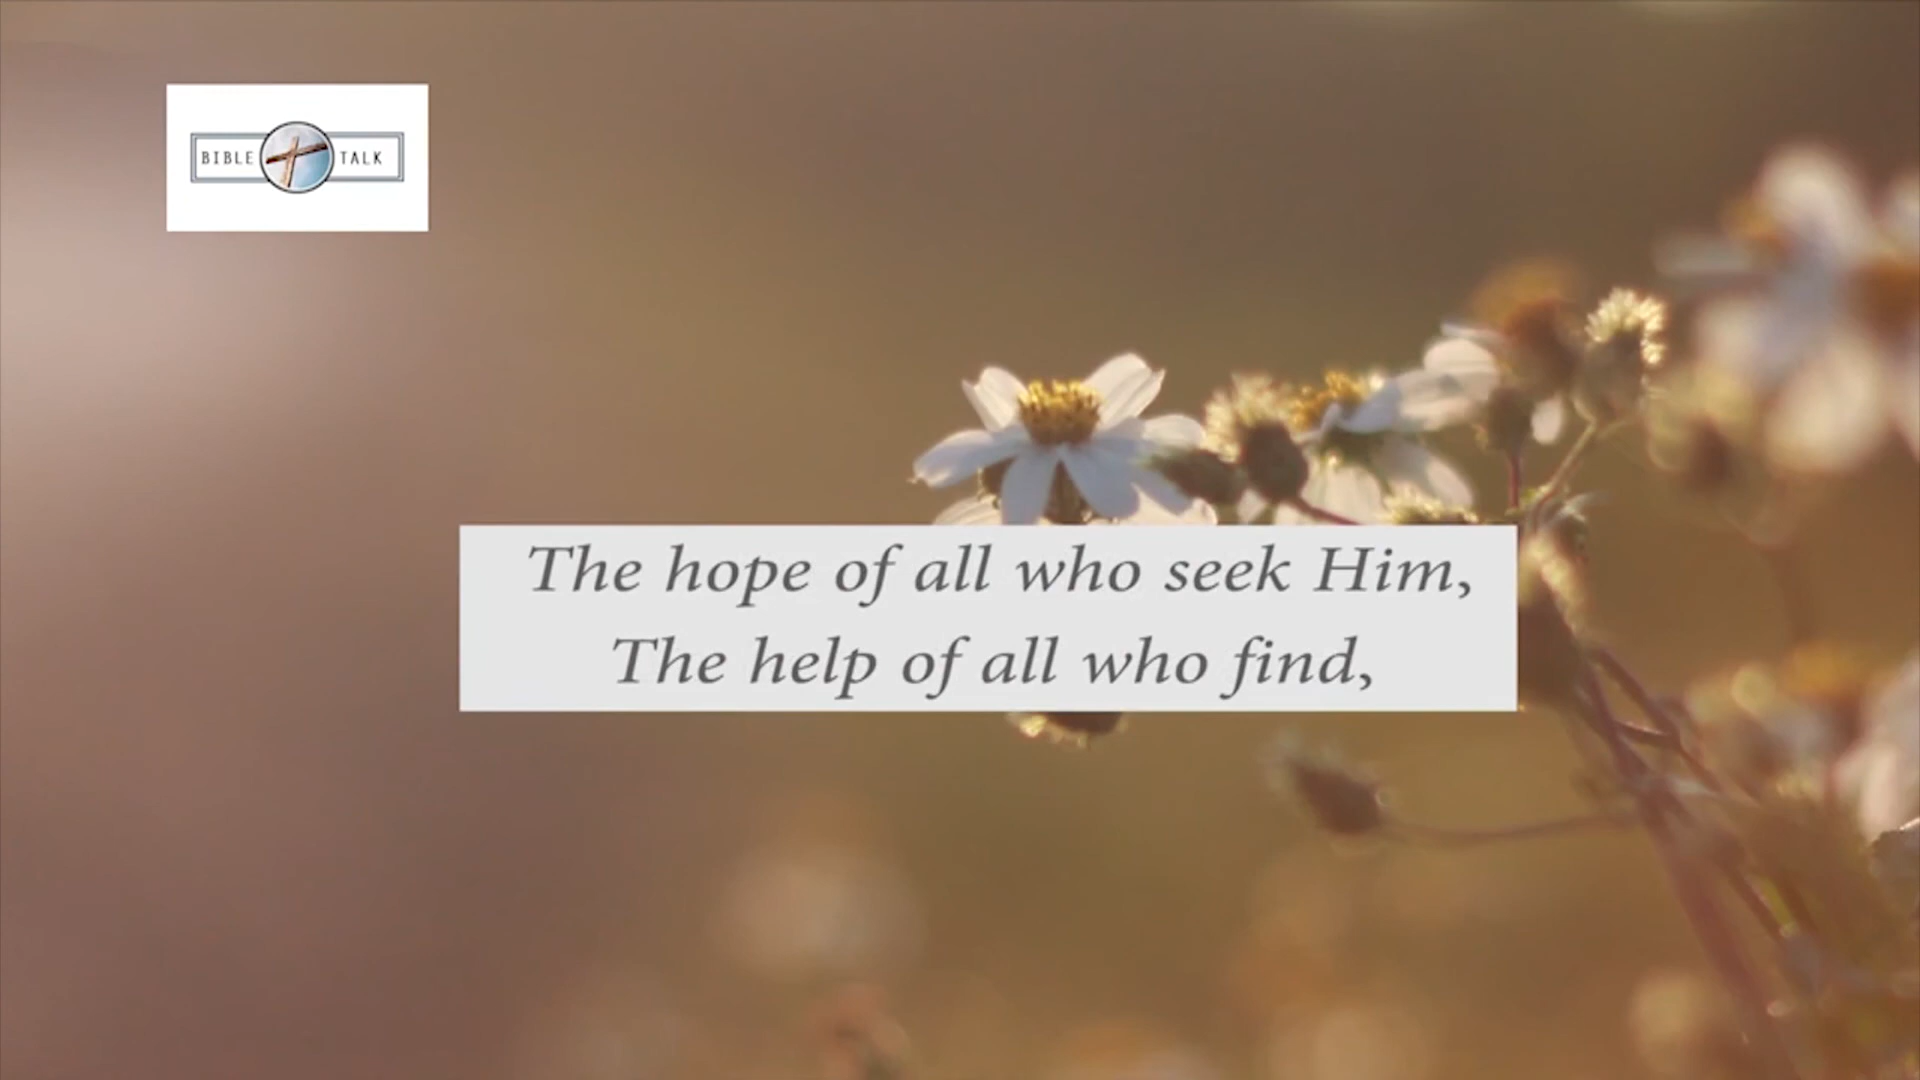 BIBLE TALK
The hope of all who seek Him,
The help of all who find,